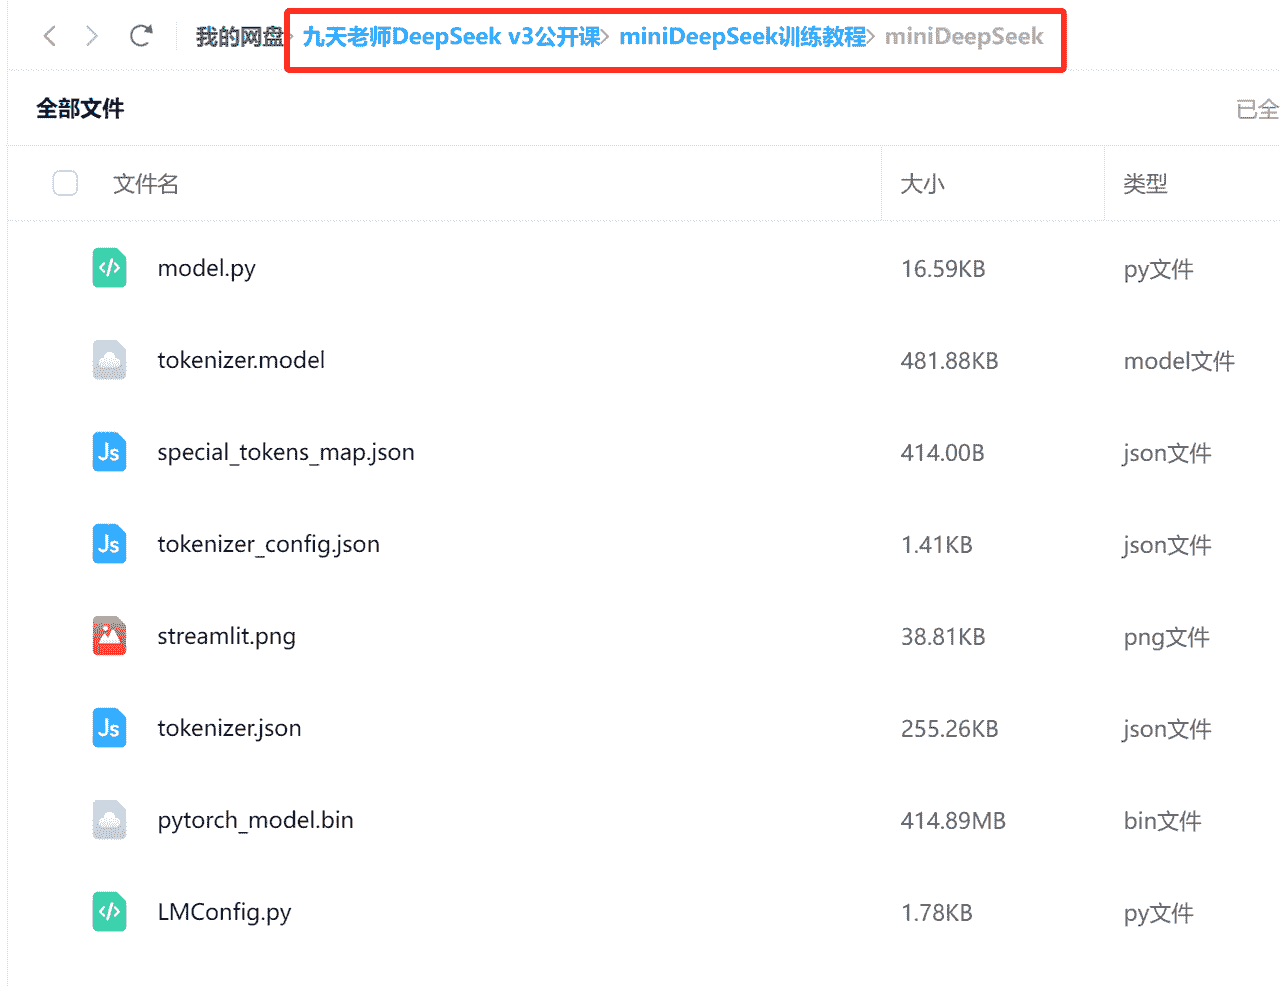 我的网盘 九天老师DeepSeek v3公开课 > miniDeepSeek训练教程 > miniDeepSeek
全部文件 已全
文件名 大小 类型
model.py 16.59KB py文件
tokenizer.model 481.88KB model文件
Js special_tokens_map.json 414.00B json文件
Js tokenizer_config.json 1.41KB json文件
streamlit.png 38.81KB png文件
Js tokenizer.json 255.26KB json文件
pytorch_model.bin 414.89MB bin文件
LMConfig.py 1.78KB py文件